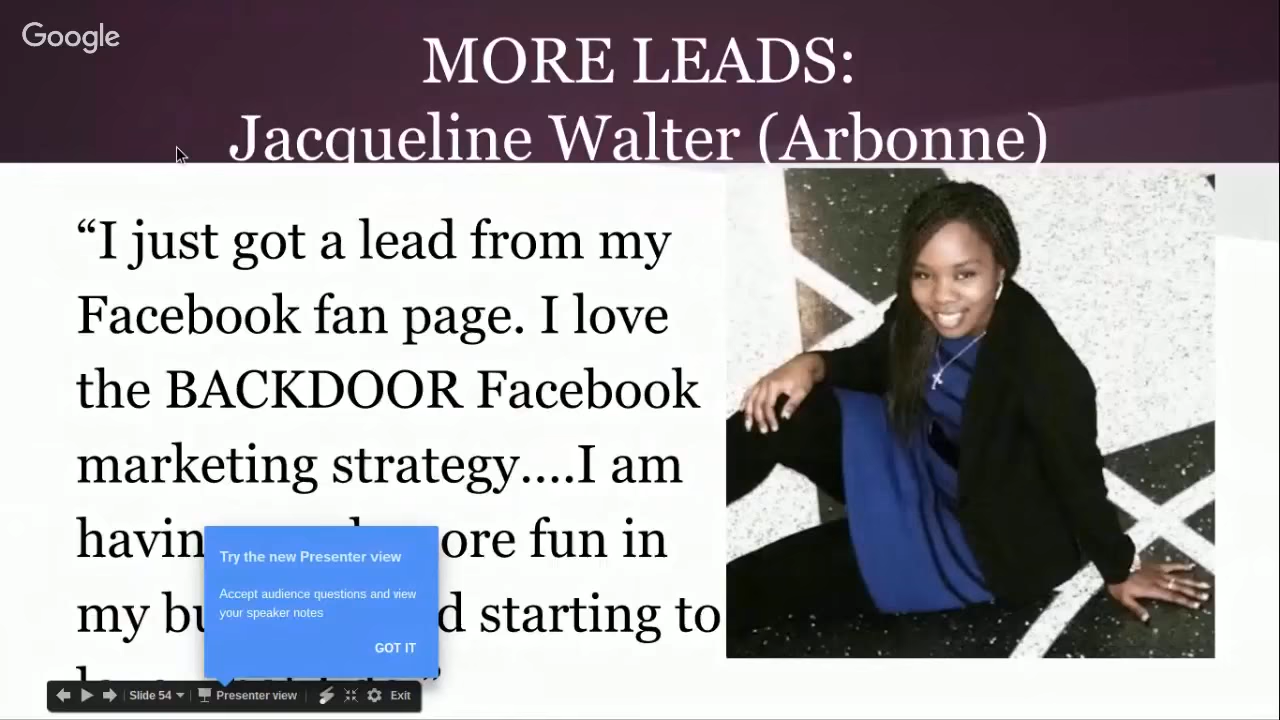 Google
MORE LEADS:
Jacqueline Walter (Arbonne)
“I just got a lead from my
Facebook fan page. I love
the BACKDOOR Facebook
marketing strategy....I am
ore fun in
my d starting to
Try the new Presenter view
Accept audience questions and view
your speaker notes
GOT IT
Slide 54 Presenter view Exit